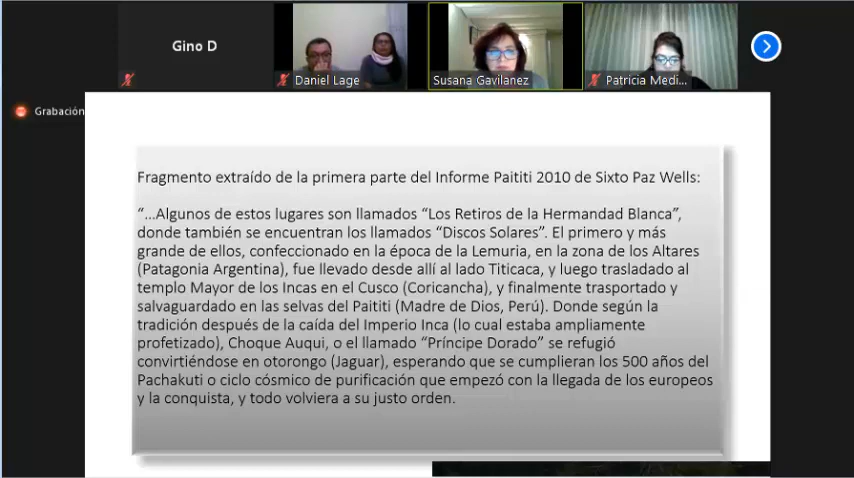 Gino D
Daniel Lage
Susana Gavilanez
Patrícia Medi...
Grabación
Fragmento extraído de la primera parte del Informe Paititi 2010 de Sixto Paz Wells:
“...Algunos de estos lugares son llamados “Los Retiros de la Hermandad Blanca”,
donde también se encuentran los llamados “Discos Solares”. El primero y más
grande de ellos, confeccionado en la época de la Lemuria, en la zona de los Altares
(Patagonia Argentina), fue llevado desde allí al lado Titicaca, y luego trasladado al
templo Mayor de los Incas en el Cusco (Coricancha), y finalmente trasportado y
salvaguardado en las selvas del Paititi (Madre de Dios, Perú). Donde según la
tradición después de la caída del Imperio Inca (lo cual estaba ampliamente
profetizado), Choque Auqui, o el llamado “Príncipe Dorado” se refugió
convirtiéndose en otorongo (Jaguar), esperando que se cumplieran los 500 años del
Pachakuti o ciclo cósmico de purificación que empezó con la llegada de los europeos
y la conquista, y todo volviera a su justo orden.